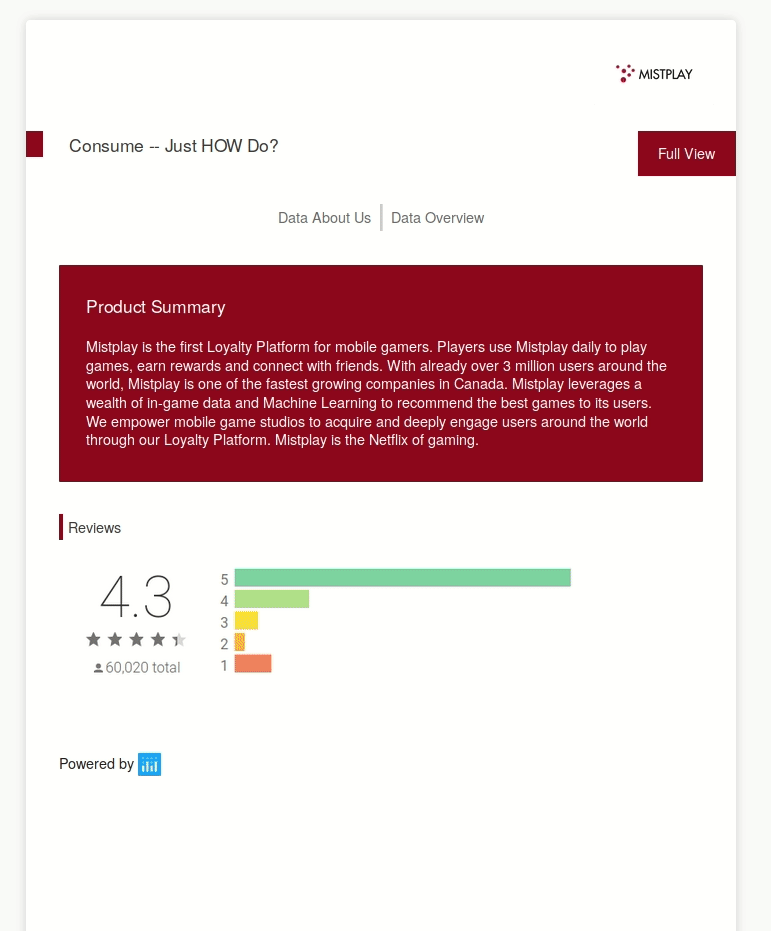 MISTPLAY
Consume -- Just HOW Do?
Full View
Data About Us
Data Overview
Product Summary
Mistplay is the first Loyalty Platform for mobile gamers. Players use Mistplay daily to play
games, earn rewards and connect with friends. With already over 3 million users around the
world, Mistplay is one of the fastest growing companies in Canada. Mistplay leverages a
wealth of in-game data and Machine Learning to recommend the best games to its users.
We empower mobile game studios to acquire and deeply engage users around the world
through our Loyalty Platform. Mistplay is the Netflix of gaming.
Reviews
4.3
60,020 total
5
4
3
2
1
Powered by